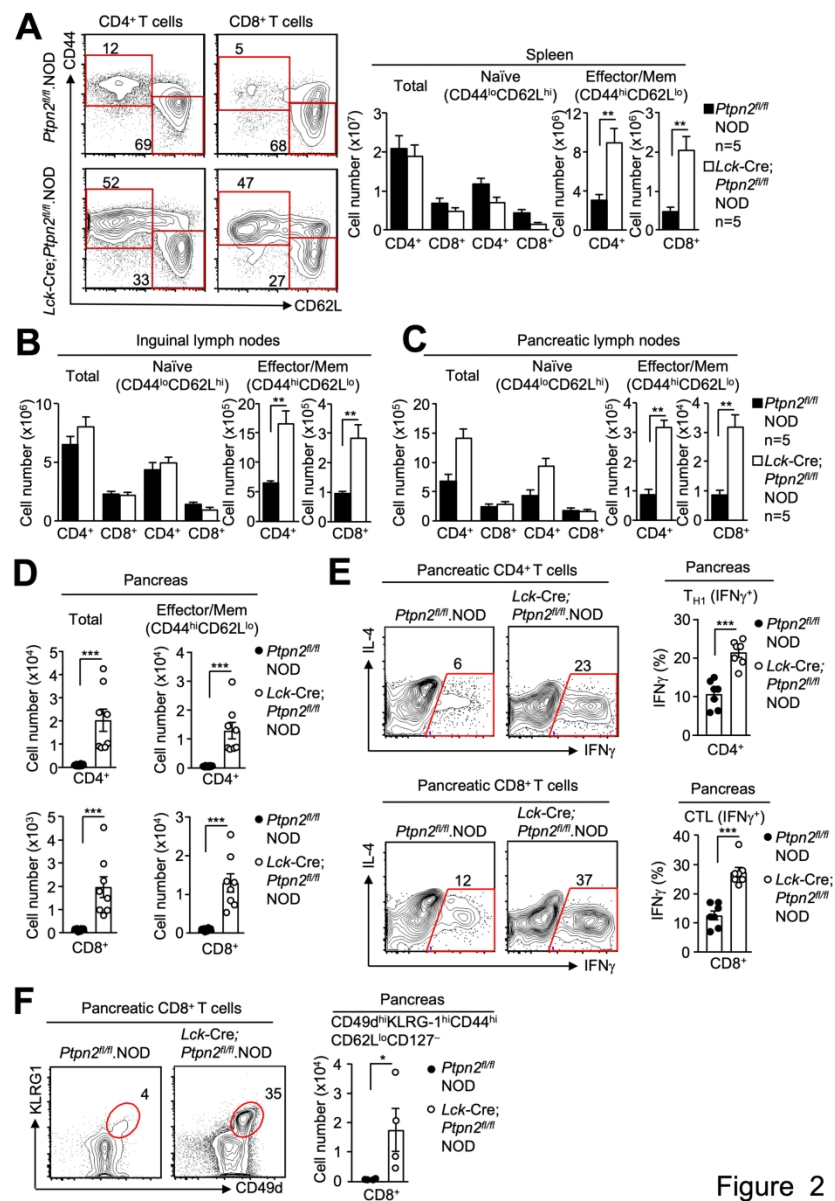 A
CD4+ T cells
CD8+ T cells
CD44
Ptpn2fl/fl.NOD
12
69
5
68
Lck-Cre;Ptpn2fl/fl.NOD
52
33
47
27
CD62L
Spleen
Total
Naïve
(CD44loCD62Lhi)
Effector/Mem
(CD44hiCD62Llo)
Cell number (x10⁷)
3
2
1
0
CD4+ CD8+ CD4+ CD8+
Cell number (x10⁶)
12
9
6
3
0
**
CD4+
Cell number (x10⁶)
3
2
1
0
**
CD8+
Ptpn2fl/fl
NOD
n=5
Lck-Cre;
Ptpn2fl/fl
NOD
n=5
B
Inguinal lymph nodes
Total
Naïve
(CD44loCD62Lhi)
Effector/Mem
(CD44hiCD62Llo)
Cell number (x10⁶)
10
8
6
4
2
0
CD4+ CD8+ CD4+ CD8+
Cell number (x10⁵)
20
15
10
5
0
**
CD4+
Cell number (x10⁵)
4
3
2
1
0
**
CD8+
C
Pancreatic lymph nodes
Total
Naïve
(CD44loCD62Lhi)
Effector/Mem
(CD44hiCD62Llo)
Cell number (x10⁵)
20
15
10
5
0
CD4+ CD8+ CD4+ CD8+
Cell number (x10⁵)
4
3
2
1
0
**
CD4+
Cell number (x10⁴)
4
3
2
1
0
**
CD8+
Ptpn2fl/fl
NOD
n=5
Lck-Cre;
Ptpn2fl/fl
NOD
n=5
D
Pancreas
Total
Effector/Mem
(CD44hiCD62Llo)
Cell number (x10⁴)
5
4
3
2
1
0
***
CD4+
Cell number (x10⁴)
4
3
2
1
0
***
CD4+
Ptpn2fl/fl
NOD
Lck-Cre;
Ptpn2fl/fl
NOD
Cell number (x10³)
5
4
3
2
1
0
***
CD8+
Cell number (x10⁴)
3
2
1
0
***
CD8+
Ptpn2fl/fl
NOD
Lck-Cre;
Ptpn2fl/fl
NOD
E
Pancreatic CD4+ T cells
Ptpn2fl/fl.NOD
Lck-Cre;
Ptpn2fl/fl.NOD
IL-4
6
23
IFNγ
Pancreas
TH1 (IFNγ+)
IFNγ (%)
30
20
10
0
***
CD4+
Ptpn2fl/fl
NOD
Lck-Cre;
Ptpn2fl/fl
NOD
Pancreatic CD8+ T cells
Ptpn2fl/fl.NOD
Lck-Cre;
Ptpn2fl/fl.NOD
IL-4
12
37
IFNγ
Pancreas
CTL (IFNγ+)
IFNγ (%)
40
30
20
10
0
***
CD8+
Ptpn2fl/fl
NOD
Lck-Cre;
Ptpn2fl/fl
NOD
F
Pancreatic CD8+ T cells
Ptpn2fl/fl.NOD
Lck-Cre;
Ptpn2fl/fl.NOD
KLRG1
4
35
CD49d
Pancreas
CD49dhiKLRG-1hiCD44hi
CD62LloCD127–
Cell number (x10⁴)
4
3
2
1
0
*
CD8+
Ptpn2fl/fl
NOD
Lck-Cre;
Ptpn2fl/fl
NOD
Figure 2